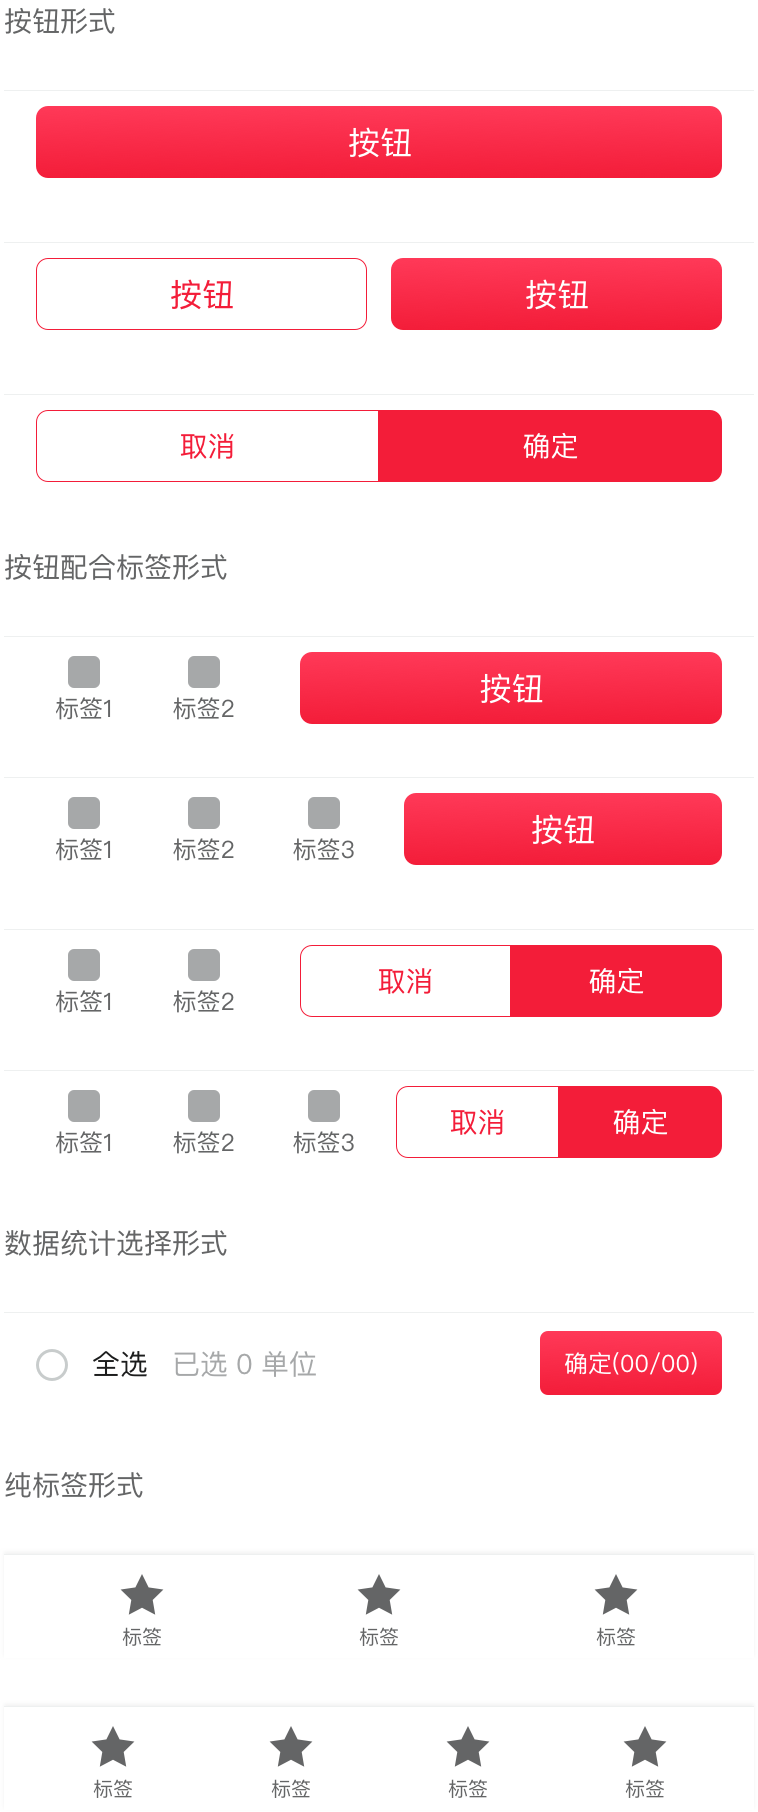 按钮形式
按钮
按钮 按钮
取消 确定
按钮配合标签形式
标签1 标签2 按钮
标签1 标签2 标签3 按钮
标签1 标签2 取消 确定
标签1 标签2 标签3 取消 确定
数据统计选择形式
全选 已选 0 单位 确定(00/00)
纯标签形式
标签 标签 标签
标签 标签 标签 标签